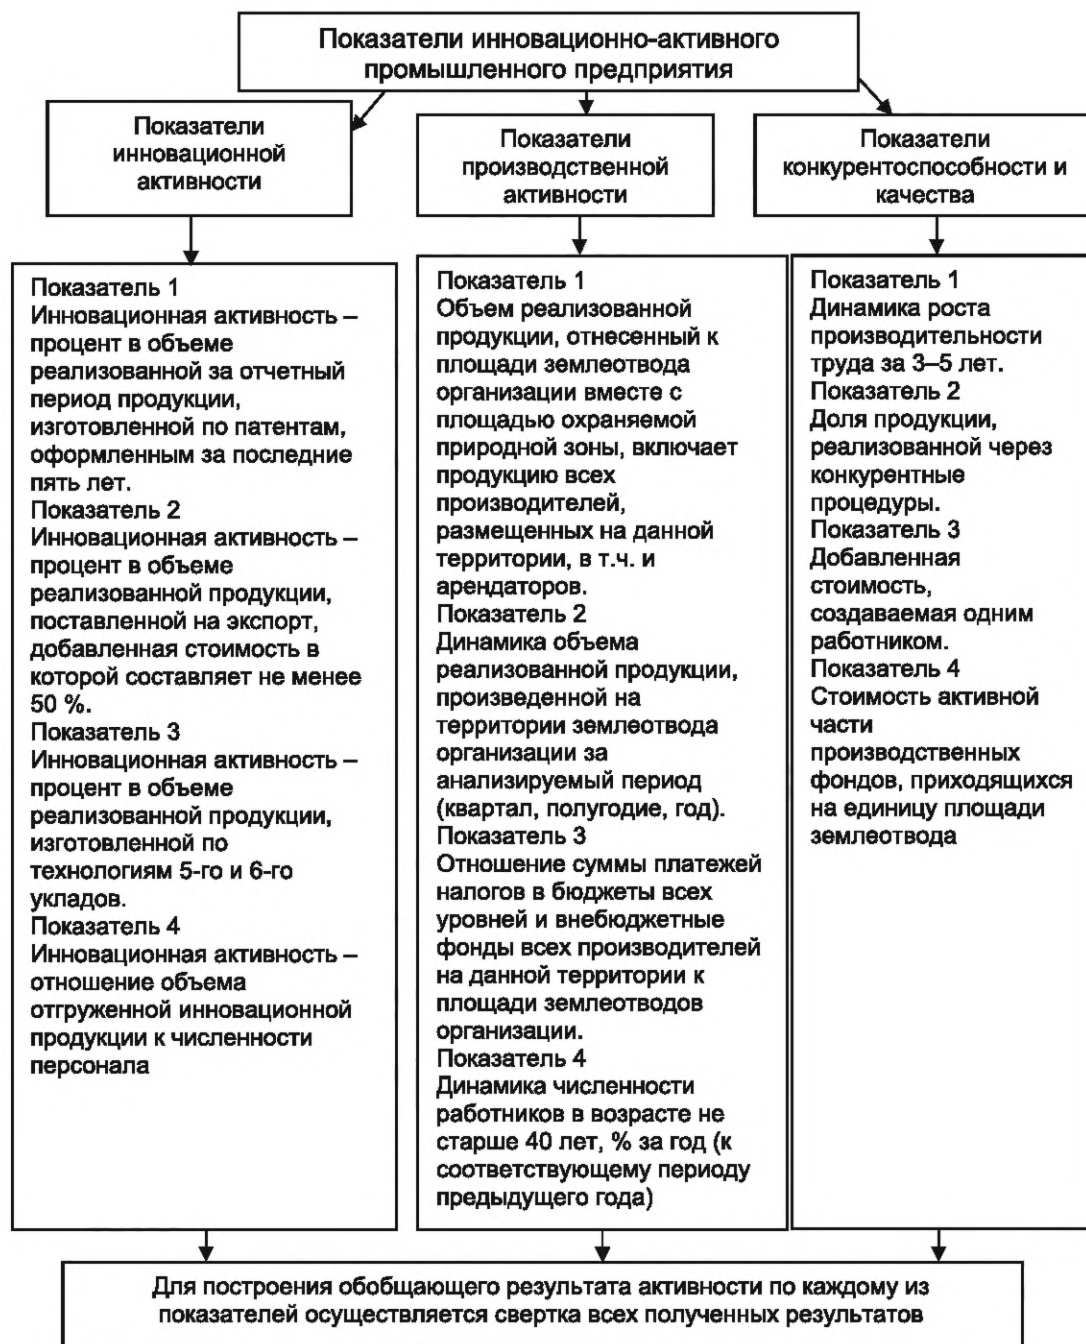 Показатели инновационно-активного
промышленного предприятия
Показатели
инновационной
активности
Показатели
производственной
активности
Показатели
конкурентоспособности и
качества
Показатель 1
Инновационная активность –
процент в объеме
реализованной за отчетный
период продукции,
изготовленной по патентам,
оформленным за последние
пять лет.
Показатель 2
Инновационная активность –
процент в объеме
реализованной продукции,
поставленной на экспорт,
добавленная стоимость в
которой составляет не менее
50 %.
Показатель 3
Инновационная активность –
процент в объеме
реализованной продукции,
изготовленной по
технологиям 5-го и 6-го
укладов.
Показатель 4
Инновационная активность –
отношение объема
отгруженной инновационной
продукции к численности
персонала
Показатель 1
Объем реализованной
продукции, отнесенный к
площади землеотвода
организации вместе с
площадью охраняемой
природной зоны, включает
продукцию всех
производителей,
размещенных на данной
территории, в т.ч. и
арендаторов.
Показатель 2
Динамика объема
реализованной продукции,
произведенной на
территории землеотвода
организации за
анализируемый период
(квартал, полугодие, год).
Показатель 3
Отношение суммы платежей
налогов в бюджеты всех
уровней и внебюджетные
фонды всех производителей
на данной территории к
площади землеотводов
организации.
Показатель 4
Динамика численности
работников в возрасте не
старше 40 лет, % за год (к
соответствующему периоду
предыдущего года)
Показатель 1
Динамика роста
производительности
труда за 3–5 лет.
Показатель 2
Доля продукции,
реализованной через
конкурентные
процедуры.
Показатель 3
Добавленная
стоимость,
создаваемая одним
работником.
Показатель 4
Стоимость активной
части
производственных
фондов, приходящихся
на единицу площади
землеотвода
Для построения обобщающего результата активности по каждому из
показателей осуществляется свертка всех полученных результатов